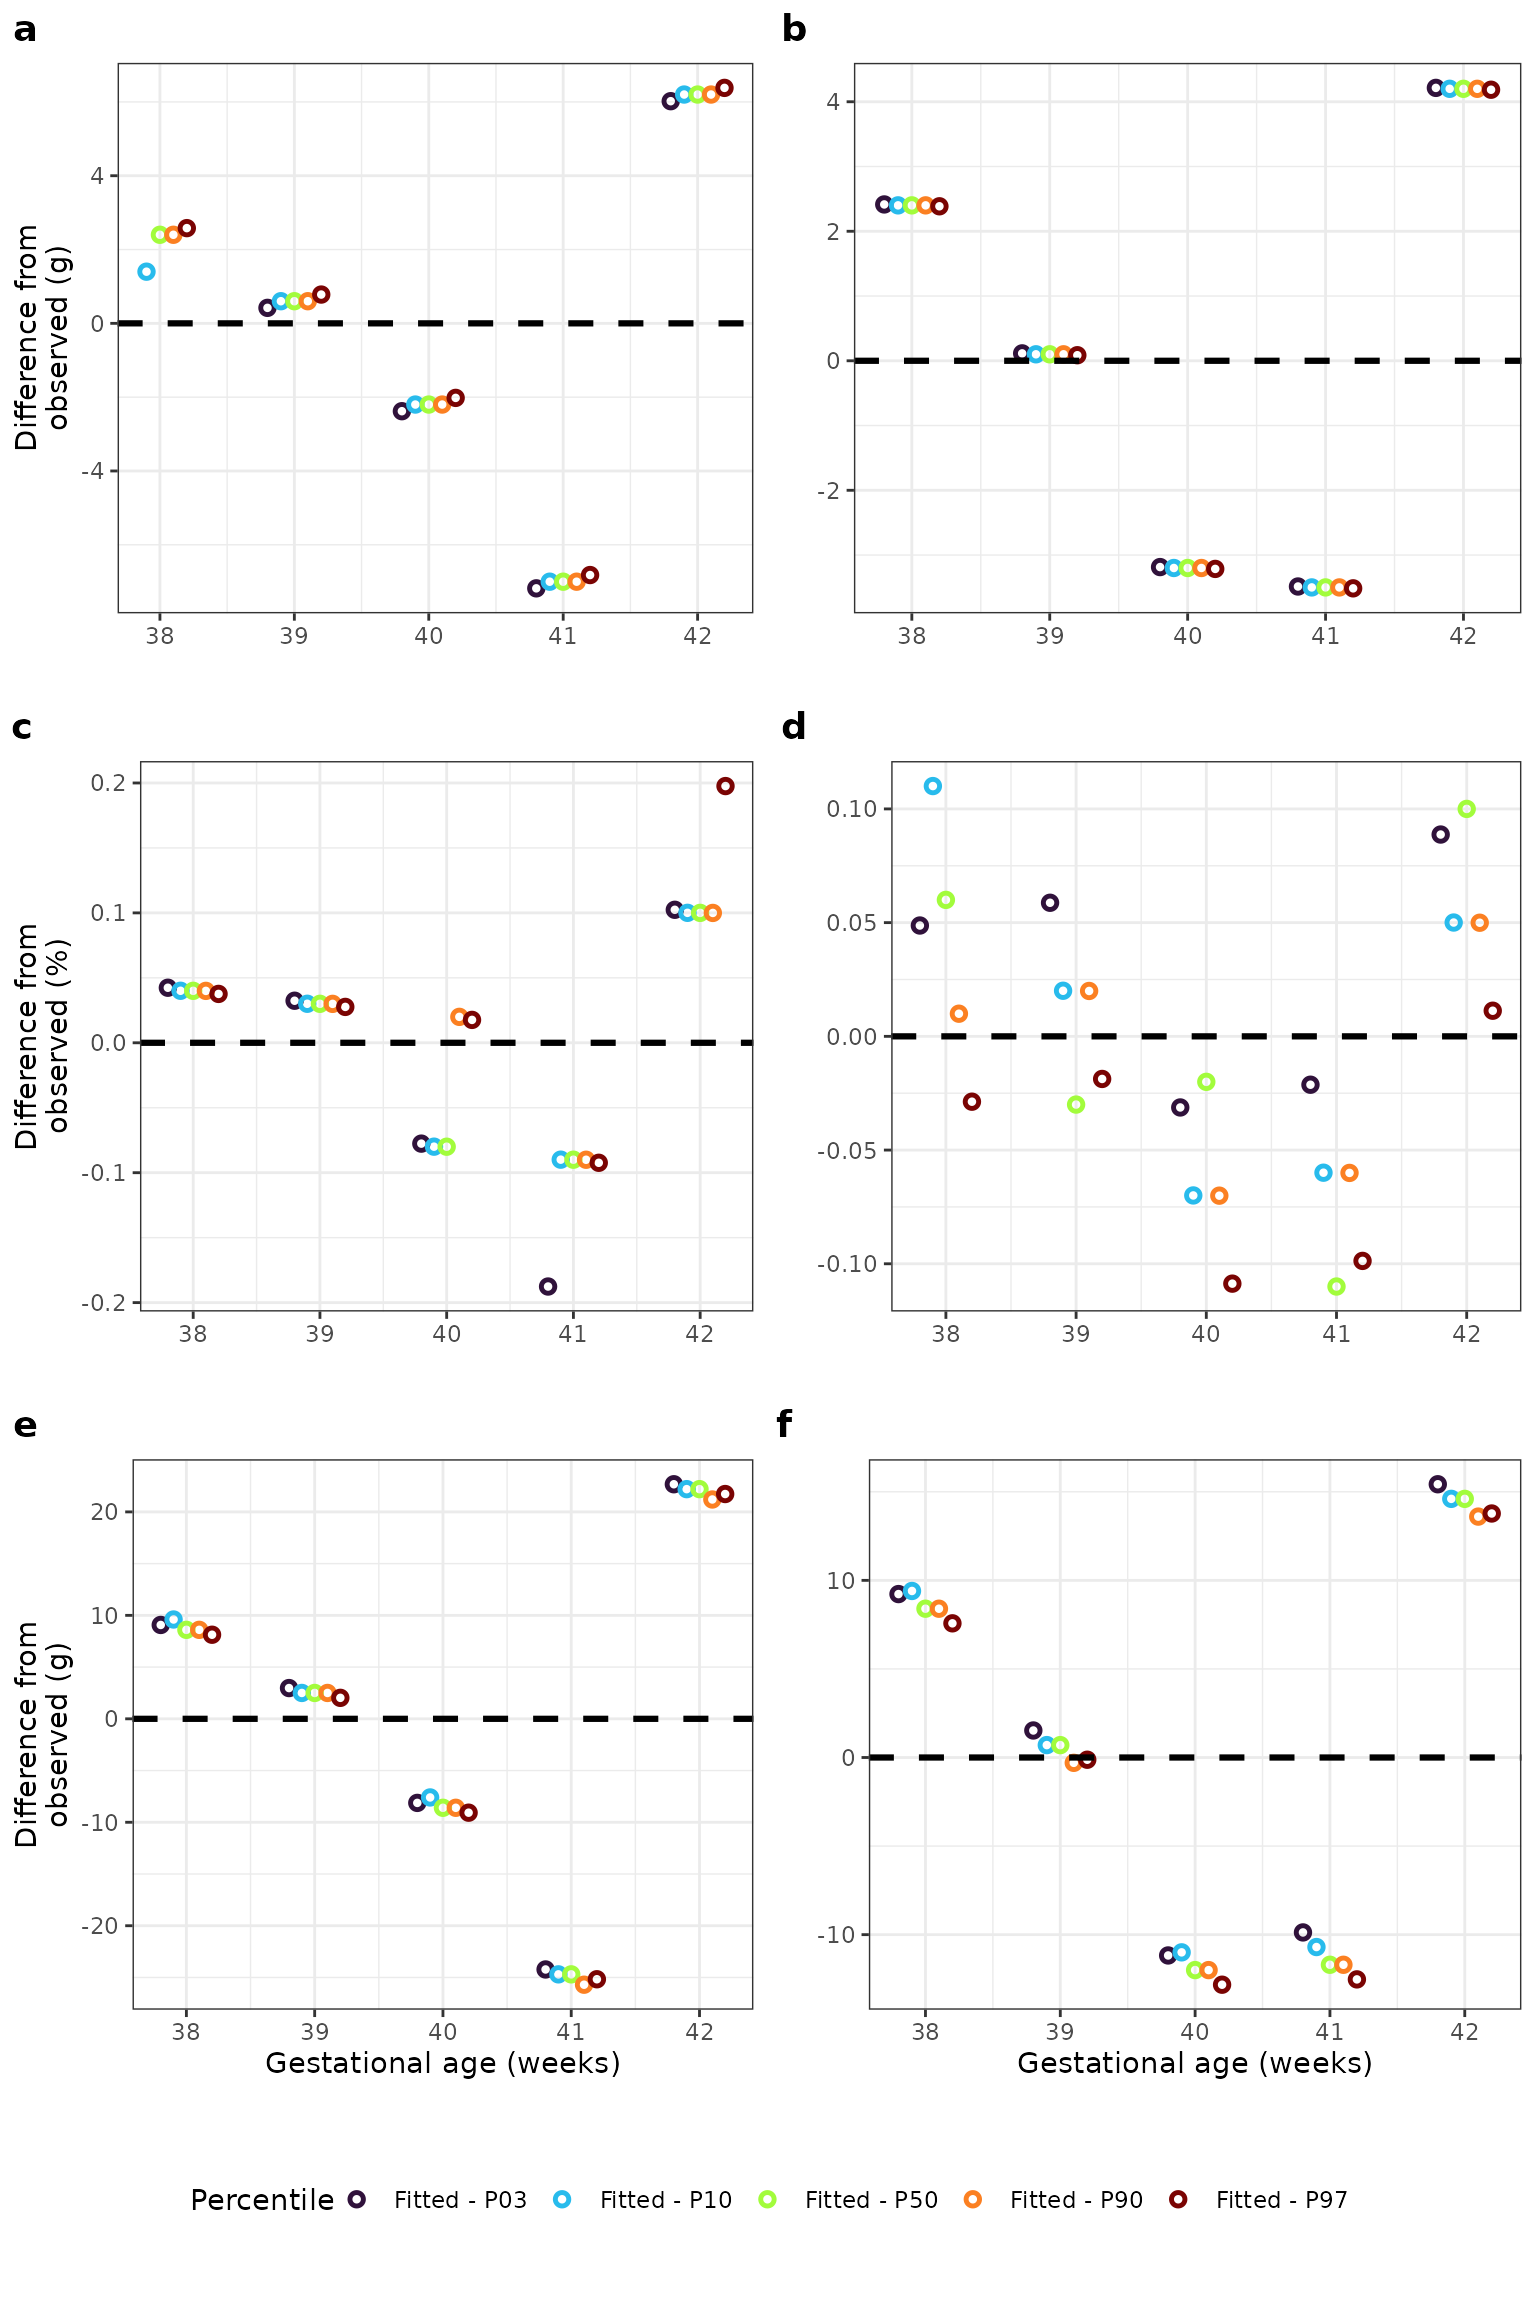 a
b
Difference from
observed (g)
4
0
-4
38 39 40 41 42
4
2
0
-2
38 39 40 41 42
c
d
Difference from
observed (%)
0.2
0.1
0.0
-0.1
-0.2
38 39 40 41 42
0.10
0.05
0.00
-0.05
-0.10
38 39 40 41 42
e
f
Difference from
observed (g)
20
10
0
-10
-20
38 39 40 41 42
Gestational age (weeks)
10
0
-10
38 39 40 41 42
Gestational age (weeks)
Percentile Fitted - P03 Fitted - P10 Fitted - P50 Fitted - P90 Fitted - P97